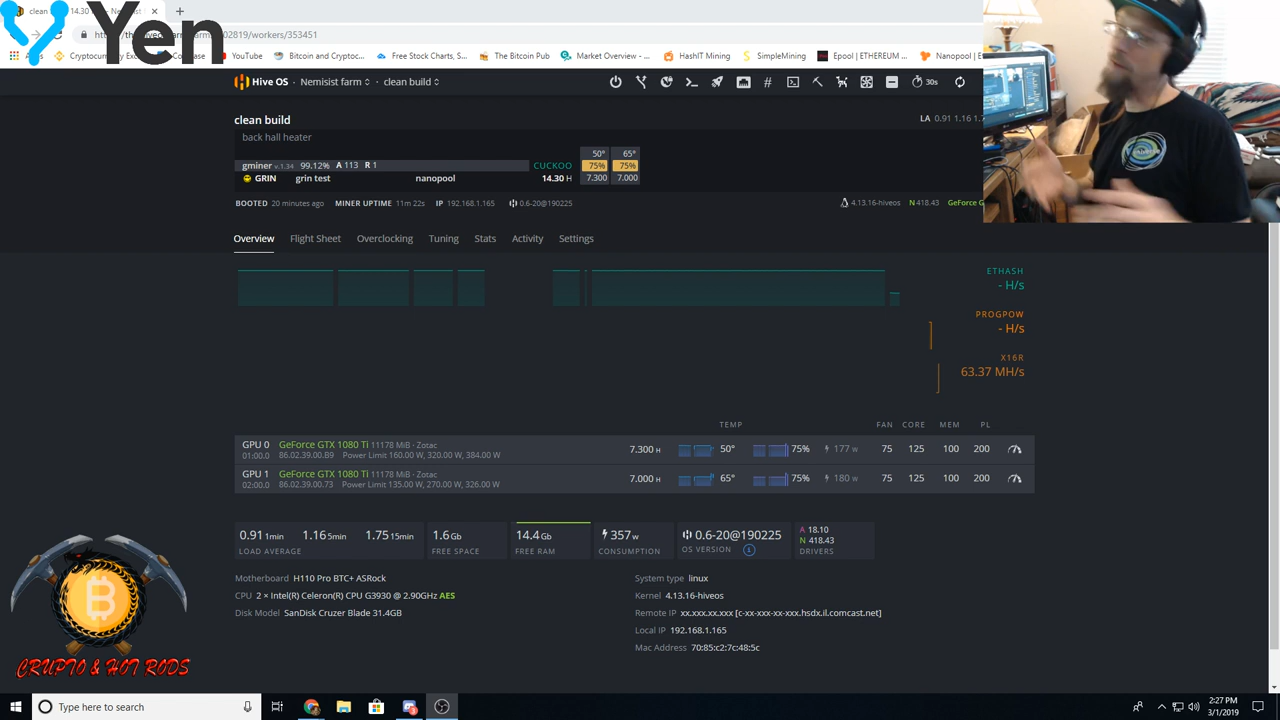 clean
14.30
Yen
02819/workers/353451
Cryptocurrency Ex
YouTube
Free Stock Charts, S...
The Bitcoin Pub
Market Overview -
HashIT Mining
SimpleMining
Epool | ETHEREUM
Nanopool | E
Hive OS
st farm
clean build
30s
clean build
LA 0.91 1.16 1.7
back hall heater
50° 65°
gminer v.1.34 99.12% A 113 R 1 CUCKOO 75% 75%
GRIN grin test nanopool 14.30 H 7.300 7.000
BOOTED 20 minutes ago MINER UPTIME 11m 22s IP 192.168.1.165 0.6-20@190225 4.13.16-hiveos N 418.43 GeForce G
Overview Flight Sheet Overclocking Tuning Stats Activity Settings
ETHASH
- H/s
PROGPOW
- H/s
X16R
63.37 MH/s
TEMP FAN CORE MEM PL
GPU 0 GeForce GTX 1080 Ti 11178 MiB · Zotac 7.300 H 50° 75% 177 W 75 125 100 200
01:00.0 86.02.39.00.B9 Power Limit 160.00 W, 320.00 W, 384.00 W
GPU 1 GeForce GTX 1080 Ti 11178 MiB · Zotac 7.000 H 65° 75% 180 W 75 125 100 200
02:00.0 86.02.39.00.73 Power Limit 135.00 W, 270.00 W, 326.00 W
0.91 1min 1.16 5min 1.75 15min 1.6 Gb 14.4 Gb 357 w 0.6-20@190225 A 18.10
N 418.43
LOAD AVERAGE FREE SPACE FREE RAM CONSUMPTION OS VERSION DRIVERS
Motherboard H110 Pro BTC+ ASRock System type linux
CPU 2 × Intel(R) Celeron(R) CPU G3930 @ 2.90GHz AES Kernel 4.13.16-hiveos
Disk Model SanDisk Cruzer Blade 31.4GB Remote IP xx.xxx.xx.xxx [c-xx-xxx-xx-xxx.hsdx.il.comcast.net]
Local IP 192.168.1.165
Mac Address 70:85:c2:7c:48:5c
CRUPTO & HOT RODS
Type here to search
2:27 PM
3/1/2019